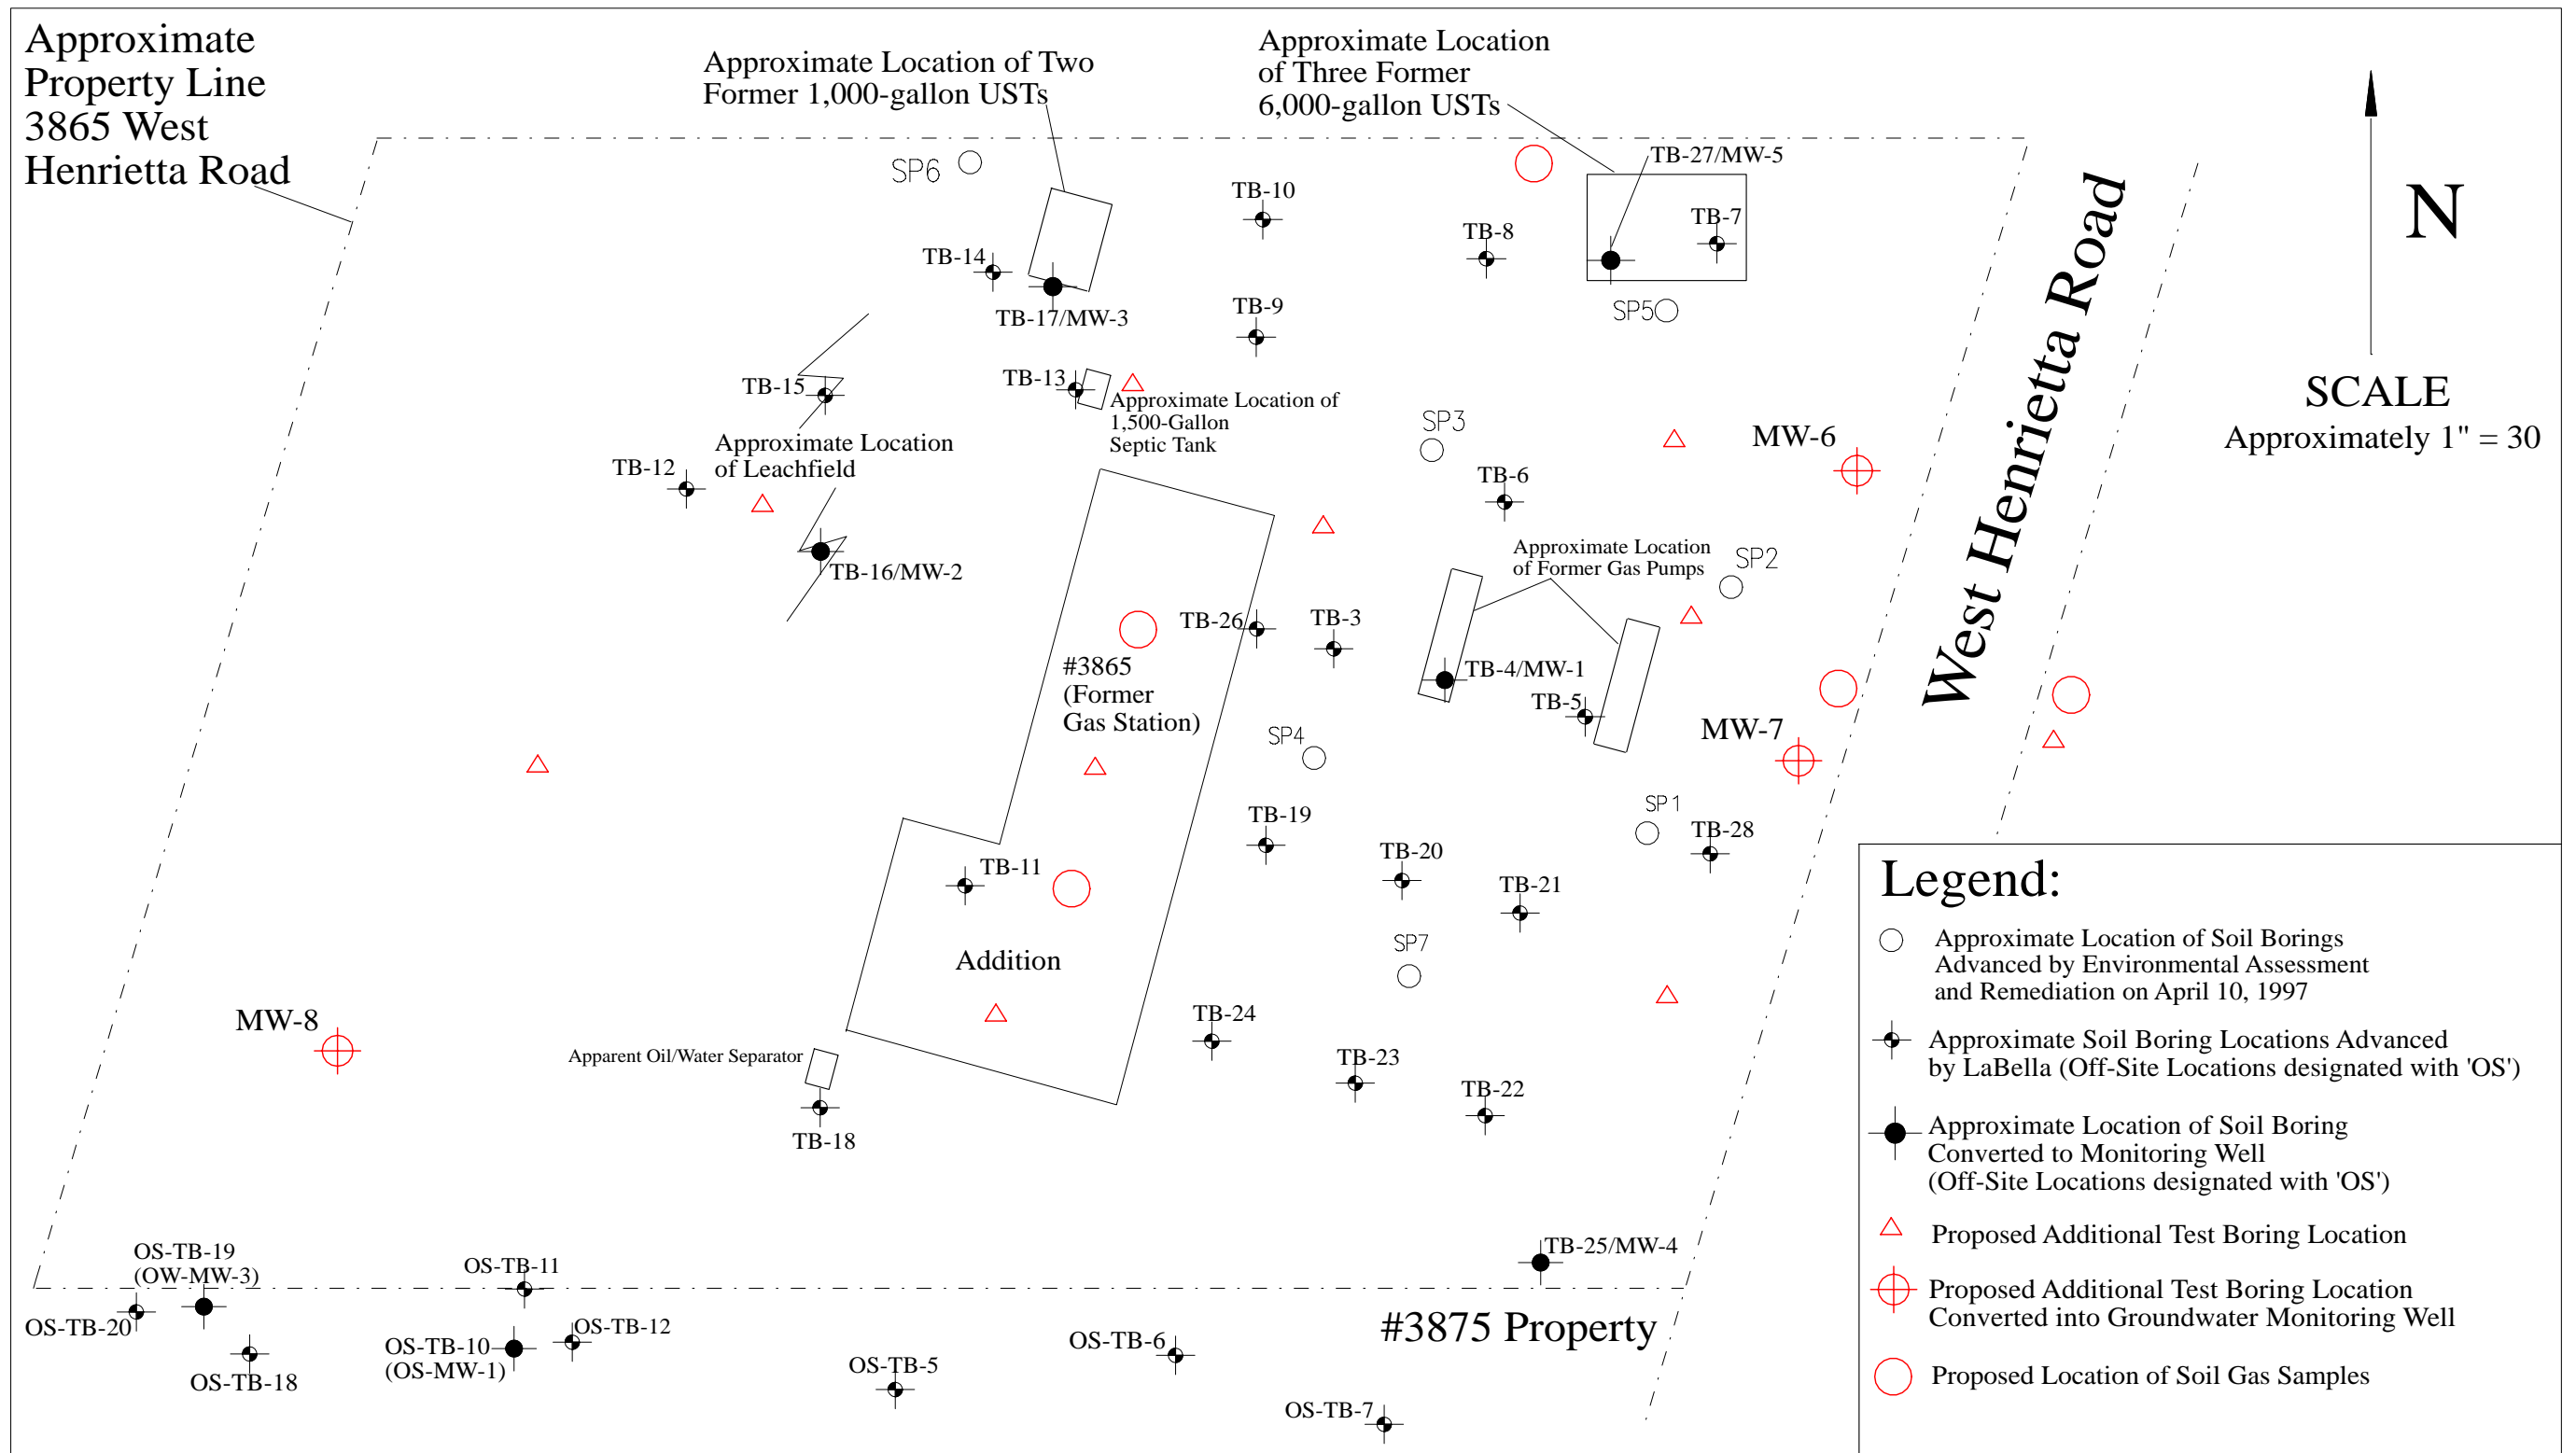 Approximate
Property Line
3865 West
Henrietta Road
Approximate Location of Two
Former 1,000-gallon USTs
Approximate Location
of Three Former
6,000-gallon USTs
SP6
TB-10
TB-27/MW-5
TB-7
TB-8
TB-14
TB-17/MW-3
TB-9
SP5
N
SCALE
Approximately 1" = 30
West Henrietta Road
TB-15
TB-13
Approximate Location of
1,500-Gallon
Septic Tank
Approximate Location
of Leachfield
TB-12
SP3
MW-6
TB-6
TB-16/MW-2
Approximate Location
of Former Gas Pumps
SP2
TB-26
TB-3
#3865
(Former
Gas Station)
TB-4/MW-1
TB-5
SP4
MW-7
SP1
TB-19
TB-28
TB-20
TB-11
TB-21
SP7
Addition
MW-8
TB-24
Apparent Oil/Water Separator
TB-23
TB-22
TB-18
OS-TB-19
(OW-MW-3)
OS-TB-11
TB-25/MW-4
OS-TB-20
OS-TB-18
OS-TB-10
(OS-MW-1)
OS-TB-12
OS-TB-5
OS-TB-6
#3875 Property
OS-TB-7
Legend:
Approximate Location of Soil Borings
Advanced by Environmental Assessment
and Remediation on April 10, 1997
Approximate Soil Boring Locations Advanced
by LaBella (Off-Site Locations designated with 'OS')
Approximate Location of Soil Boring
Converted to Monitoring Well
(Off-Site Locations designated with 'OS')
Proposed Additional Test Boring Location
Proposed Additional Test Boring Location
Converted into Groundwater Monitoring Well
Proposed Location of Soil Gas Samples